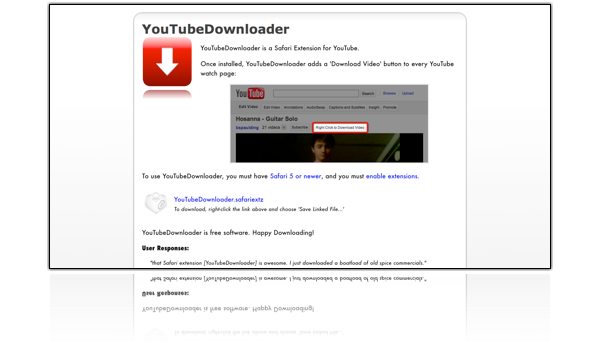 YouTubeDownloader
YouTubeDownloader is a Safari Extension for YouTube.
Once installed, YouTubeDownloader adds a 'Download Video' button to every YouTube
watch page:
YouTube
Search
Browse
Upload
Edit Video
Edit Video
Annotations
AudioSwap
Captions and Subtitles
Insight
Promote
Hosanna - Guitar Solo
21 videos
Subscribe
Right Click to Download Video
To use YouTubeDownloader, you must have Safari 5 or newer, and you must enable extensions.
YouTubeDownloader.safariextz
To download, right-click the link above and choose 'Save Linked File...'
YouTubeDownloader is free software. Happy Downloading!
User Responses:
"that Safari extension [YouTubeDownloader] is awesome. I just downloaded a boatload of old spice commercials."